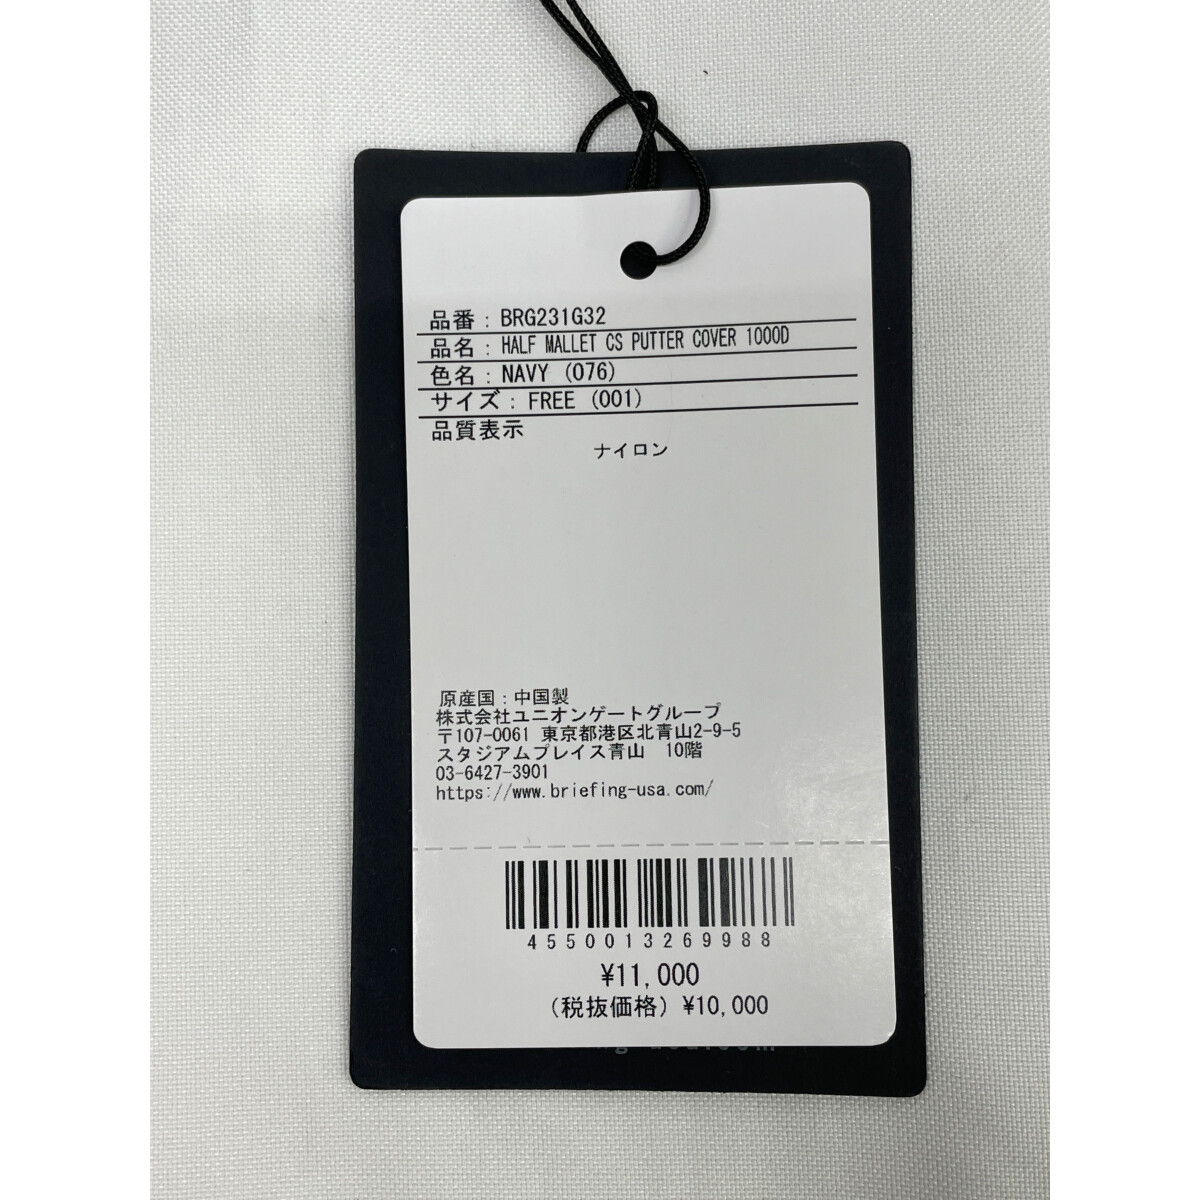 品番：BRG231G32
品名：HALF MALLET CS PUTTER COVER 1000D
色名：NAVY (076)
サイズ：FREE (001)
品質表示
ナイロン
原産国：中国製
株式会社ユニオンゲートグループ
〒107-0061 東京都港区北青山2-9-5
スタジアムプレイス青山　10階
03-6427-3901
https://www.briefing-usa.com/
4550013269988
¥11,000
(税抜価格) ¥10,000